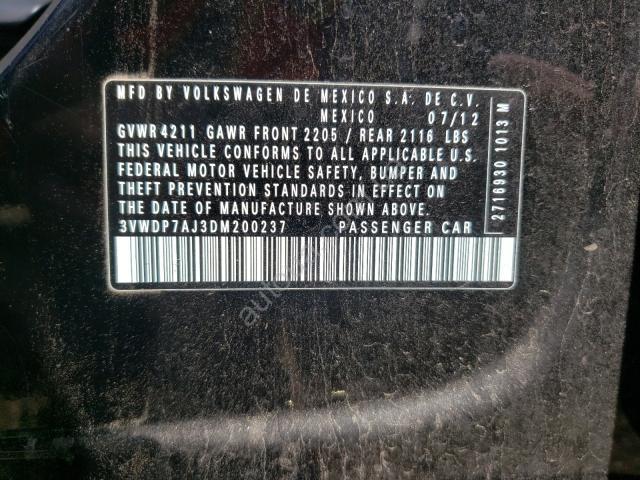 MFD BY VOLKSWAGEN DE MEXICO S.A. DE C.V.
MEXICO 07/12
GVWR 4211 GAWR FRONT 2205 / REAR 2116 LBS
THIS VEHICLE CONFORMS TO ALL APPLICABLE U.S.
FEDERAL MOTOR VEHICLE SAFETY, BUMPER AND
THEFT PREVENTION STANDARDS IN EFFECT ON
THE DATE OF MANUFACTURE SHOWN ABOVE.
3VWDP7AJ3DM200237 PASSENGER CAR
2716930 1013 M